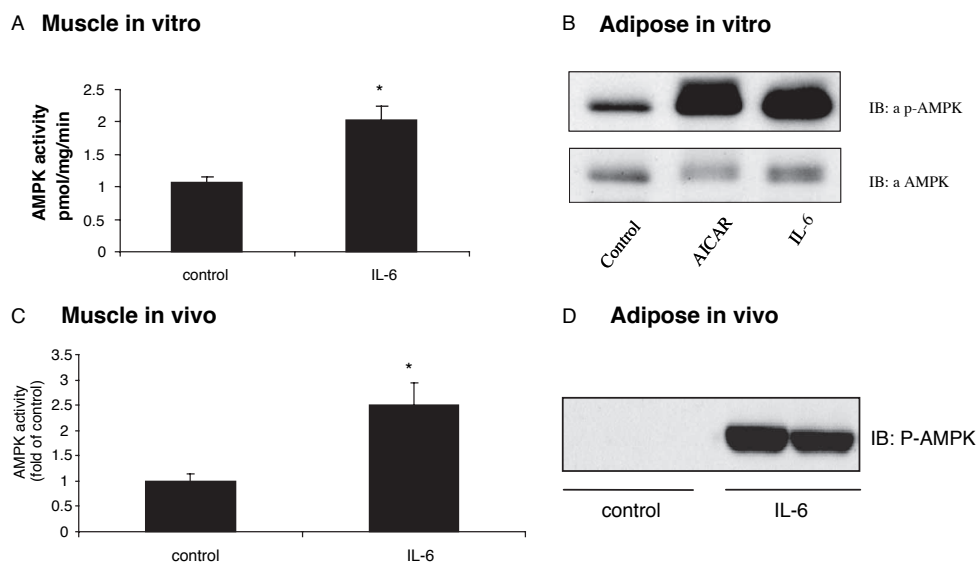 A Muscle in vitro
AMPK activity
pmol/mg/min
2.5
2
1.5
1
0.5
0
*
control
IL-6
B Adipose in vitro
IB: a p-AMPK
IB: a AMPK
Control
AICAR
IL-6
C Muscle in vivo
AMPK activity
(fold of control)
3.5
3
2.5
2
1.5
1
0.5
0
*
control
IL-6
D Adipose in vivo
IB: P-AMPK
control
IL-6